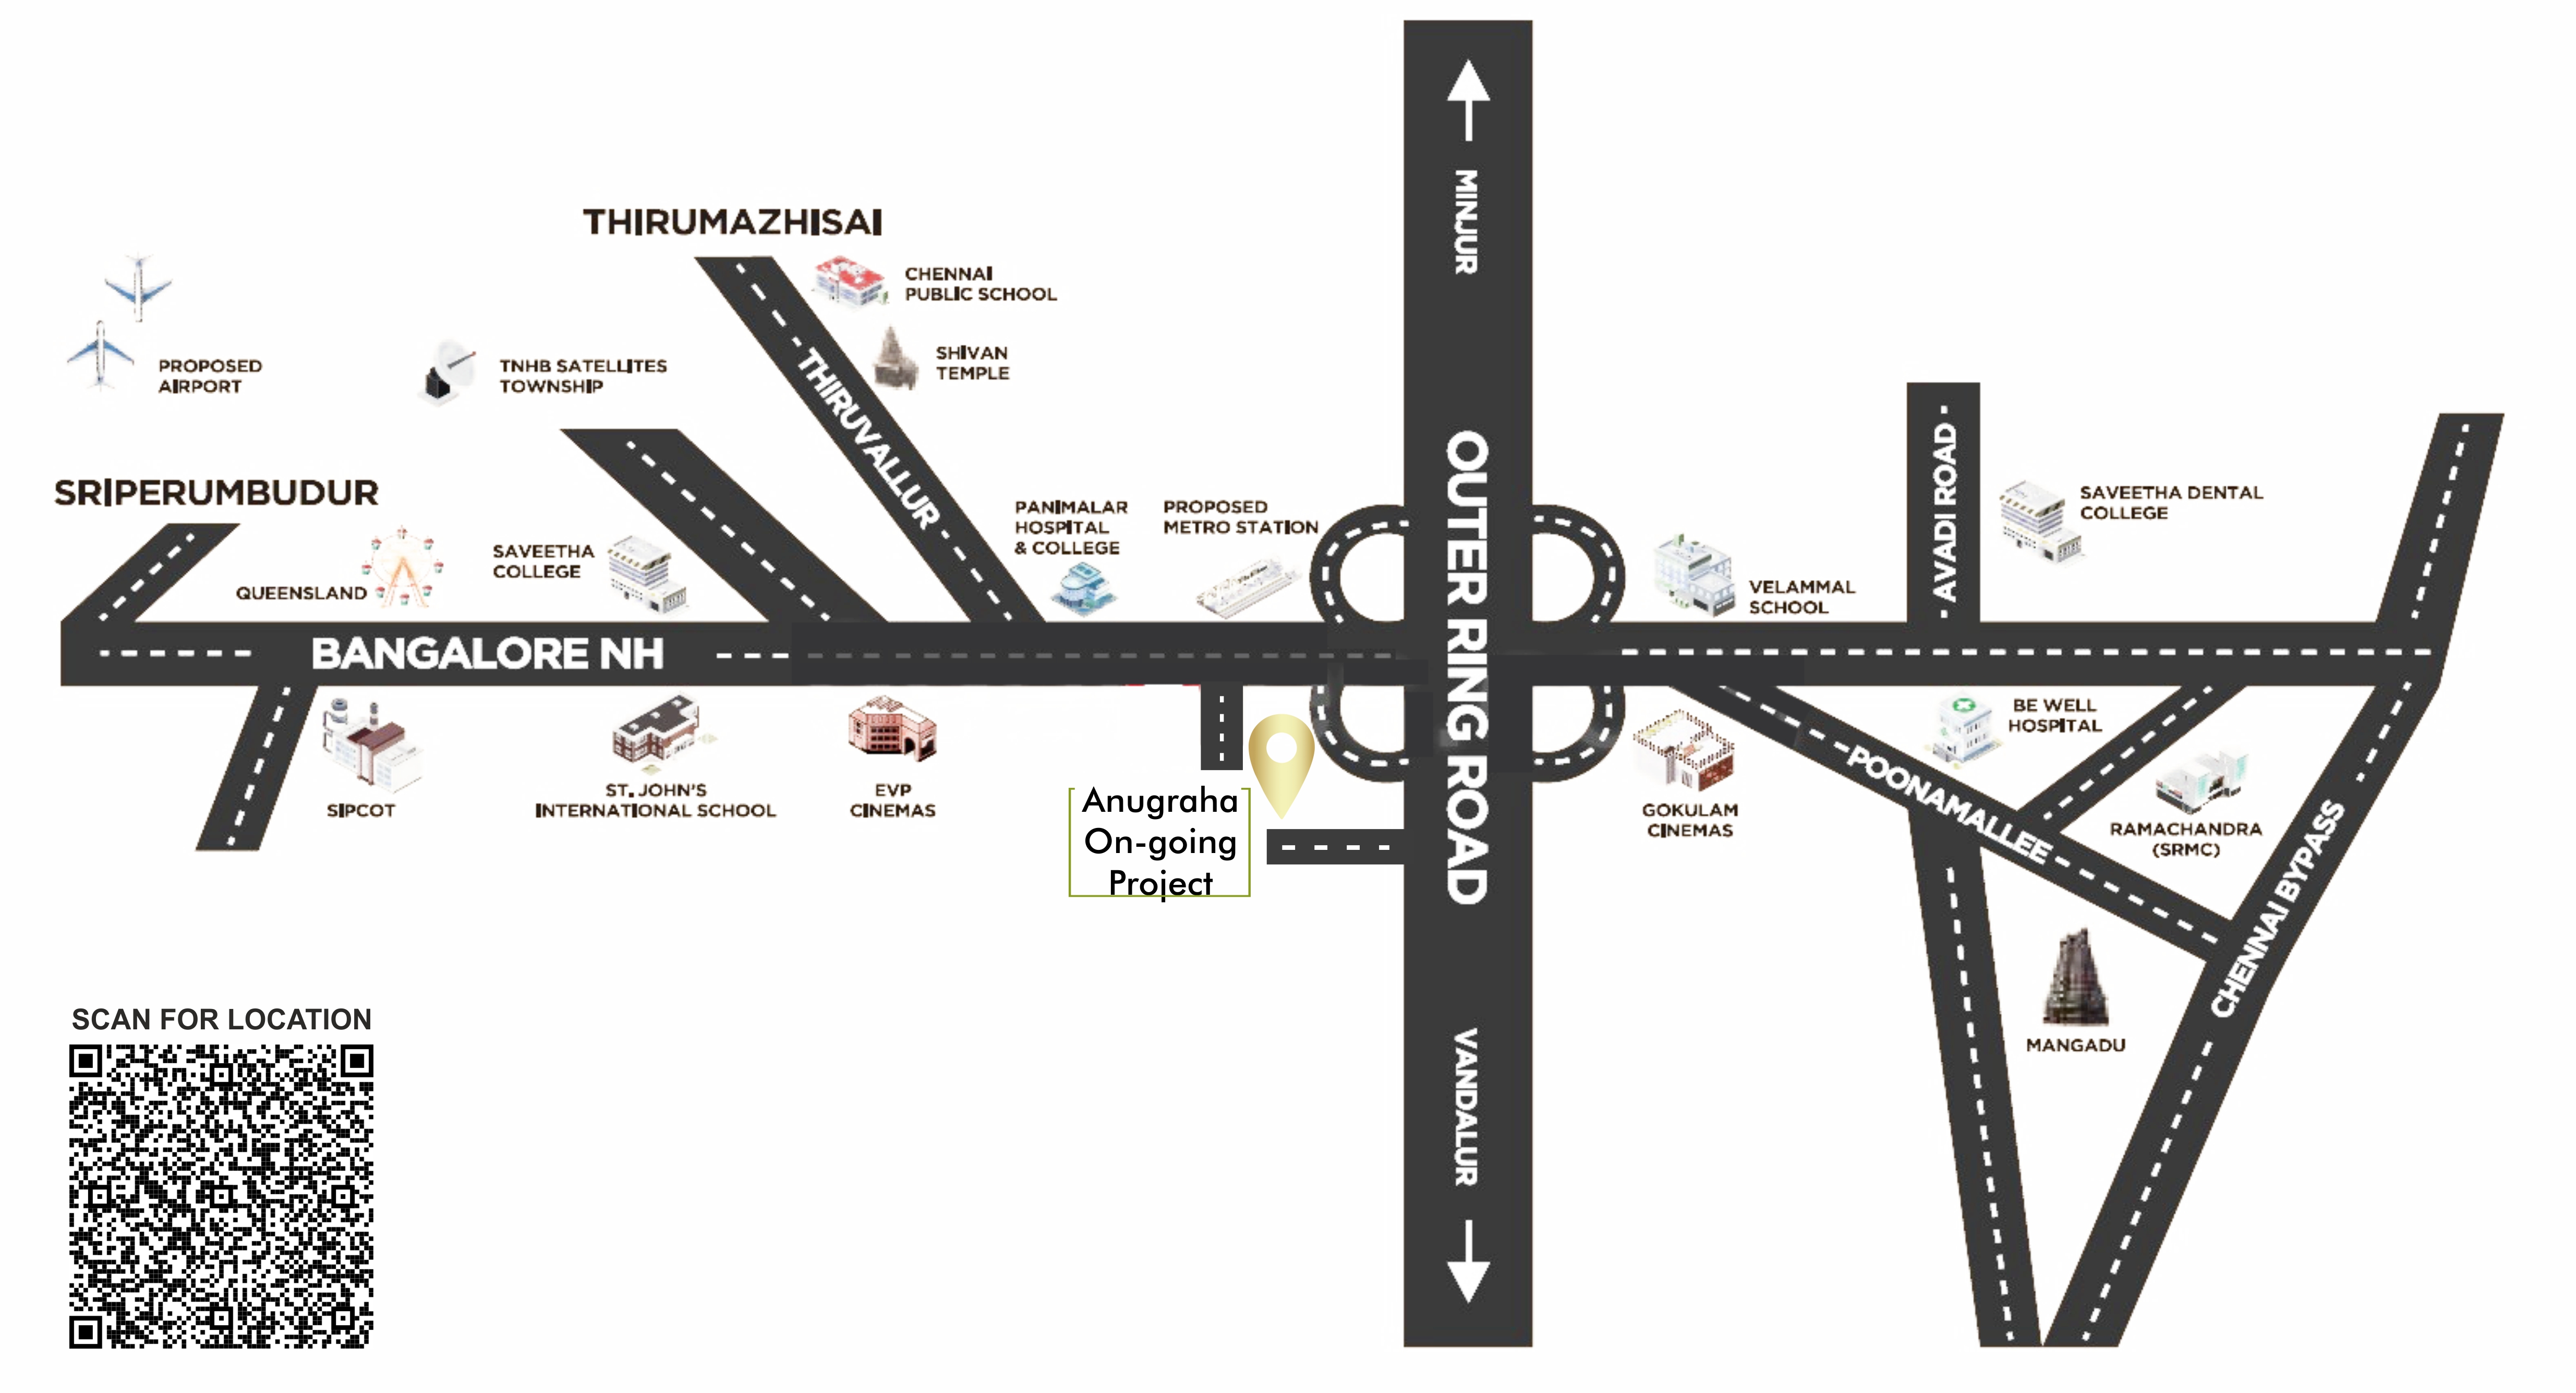 MINJUR
THIRUMAZHISAI
CHENNAI
PUBLIC SCHOOL
SHIVAN
TEMPLE
PROPOSED
AIRPORT
TNHB SATELLITES
TOWNSHIP
THIRUVALLUR
SRIPERUMBUDUR
QUEENSLAND
SAVEETHA
COLLEGE
PANIMALAR
HOSPITAL
& COLLEGE
PROPOSED
METRO STATION
OUTER RING ROAD
VELAMMAL
SCHOOL
AVADI ROAD
SAVEETHA DENTAL
COLLEGE
BANGALORE NH
SIPCOT
ST. JOHN'S
INTERNATIONAL SCHOOL
EVP
CINEMAS
Anugraha
On-going
Project
GOKULAM
CINEMAS
POONAMALLEE
BE WELL
HOSPITAL
RAMACHANDRA
(SRMC)
CHENNAI BYPASS
MANGADU
VANDALUR
SCAN FOR LOCATION